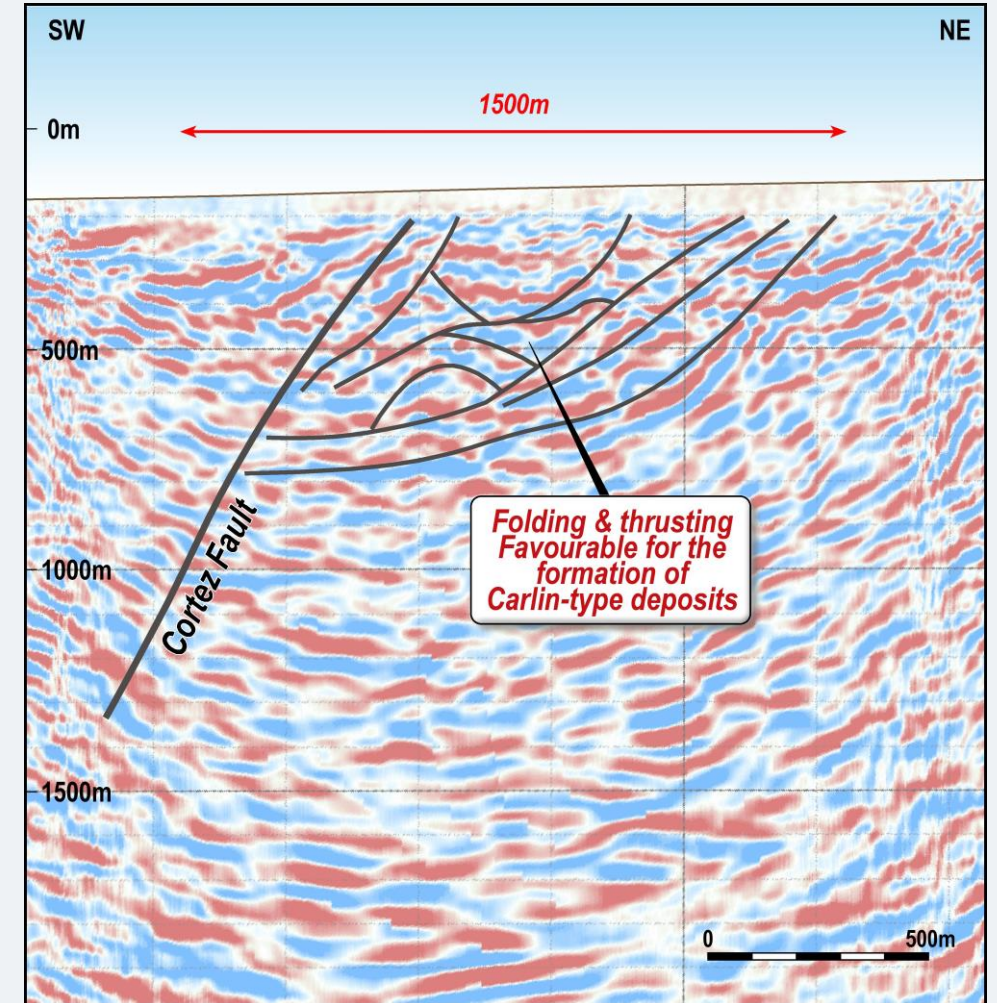 SW
NE
1500m
0m
500m
Cortez Fault
Folding & thrusting
Favourable for the
formation of
Carlin-type deposits
1000m
1500m
0
500m